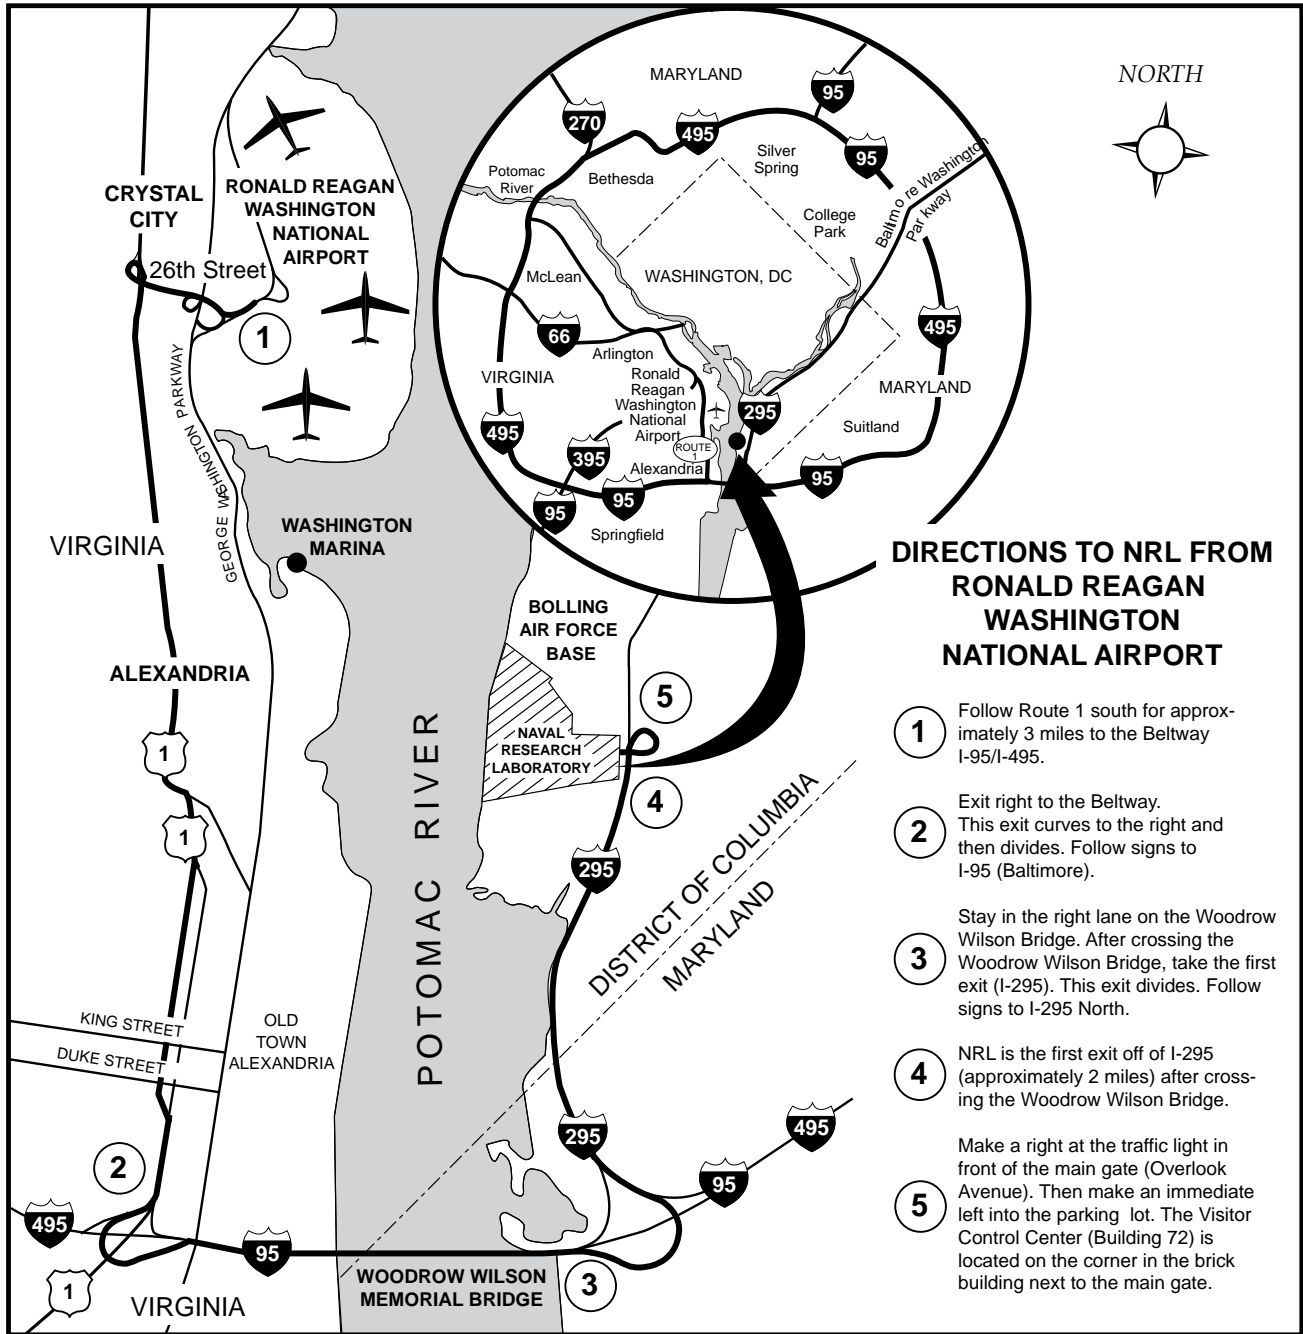 NORTH
MARYLAND
95
270
495
95
Silver
Spring
Potomac
River
Bethesda
College
Park
Baltimore Washington
Parkway
McLean
WASHINGTON, DC
66
495
Arlington
VIRGINIA
Ronald
Reagan
Washington
National
Airport
MARYLAND
295
Suitland
495
ROUTE
1
395
Alexandria
95
95
95
Springfield
CRYSTAL
CITY
RONALD REAGAN
WASHINGTON
NATIONAL
AIRPORT
26th Street
1
GEORGE WASHINGTON PARKWAY
WASHINGTON
MARINA
VIRGINIA
ALEXANDRIA
1
1
BOLLING
AIR FORCE
BASE
5
NAVAL
RESEARCH
LABORATORY
4
POTOMAC RIVER
295
DISTRICT OF COLUMBIA
MARYLAND
KING STREET
DUKE STREET
OLD
TOWN
ALEXANDRIA
2
295
495
95
495
95
1
VIRGINIA
WOODROW WILSON
MEMORIAL BRIDGE
3
DIRECTIONS TO NRL FROM
RONALD REAGAN
WASHINGTON
NATIONAL AIRPORT
1
Follow Route 1 south for approx-
imately 3 miles to the Beltway
I-95/I-495.
2
Exit right to the Beltway.
This exit curves to the right and
then divides. Follow signs to
I-95 (Baltimore).
3
Stay in the right lane on the Woodrow
Wilson Bridge. After crossing the
Woodrow Wilson Bridge, take the first
exit (I-295). This exit divides. Follow
signs to I-295 North.
4
NRL is the first exit off of I-295
(approximately 2 miles) after cross-
ing the Woodrow Wilson Bridge.
5
Make a right at the traffic light in
front of the main gate (Overlook
Avenue). Then make an immediate
left into the parking lot. The Visitor
Control Center (Building 72) is
located on the corner in the brick
building next to the main gate.